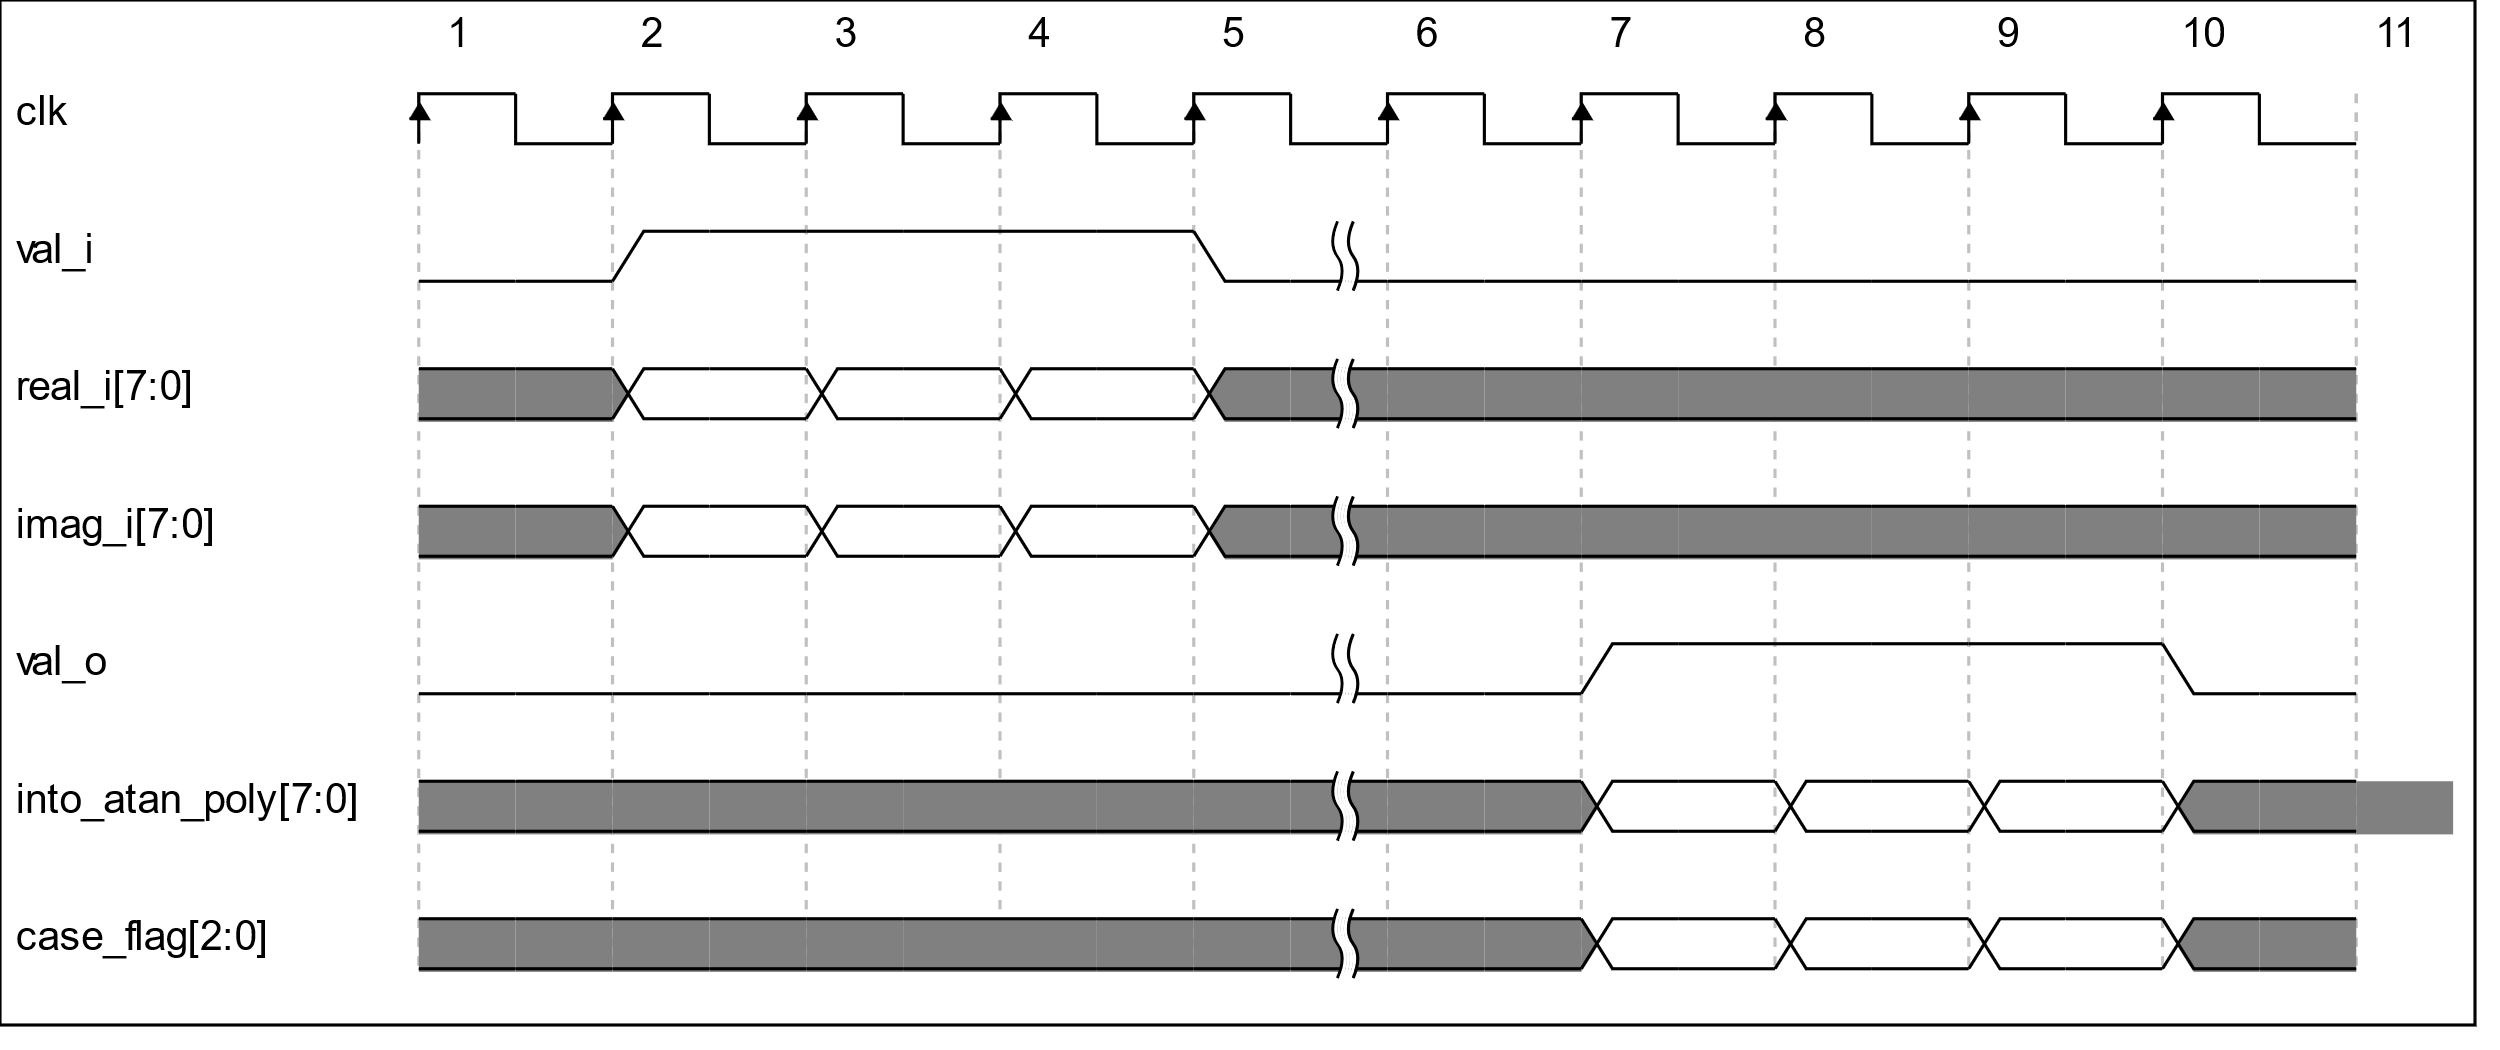 1 2 3 4 5 6 7 8 9 10 11
clk
val_i
real_i[7:0]
imag_i[7:0]
val_o
into_atan_poly[7:0]
case_flag[2:0]